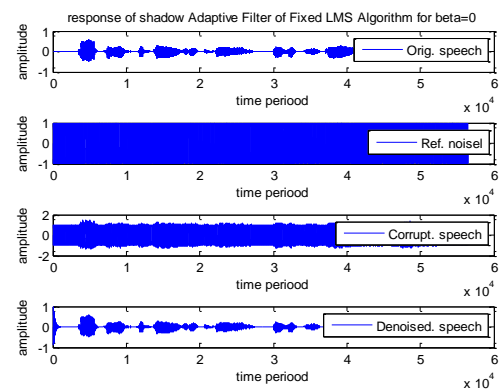 response of shadow Adaptive Filter of Fixed LMS Algorithm for beta=0
amplitude
1
0
-1
Orig. speech
0 1 2 3 4 5 6
time periood
x 10^4
amplitude
1
0
-1
Ref. noisel
0 1 2 3 4 5 6
time periood
x 10^4
amplitude
2
0
-2
Corrupt. speech
0 1 2 3 4 5 6
time periood
x 10^4
amplitude
1
0
-1
Denoised. speech
0 1 2 3 4 5 6
time periood
x 10^4